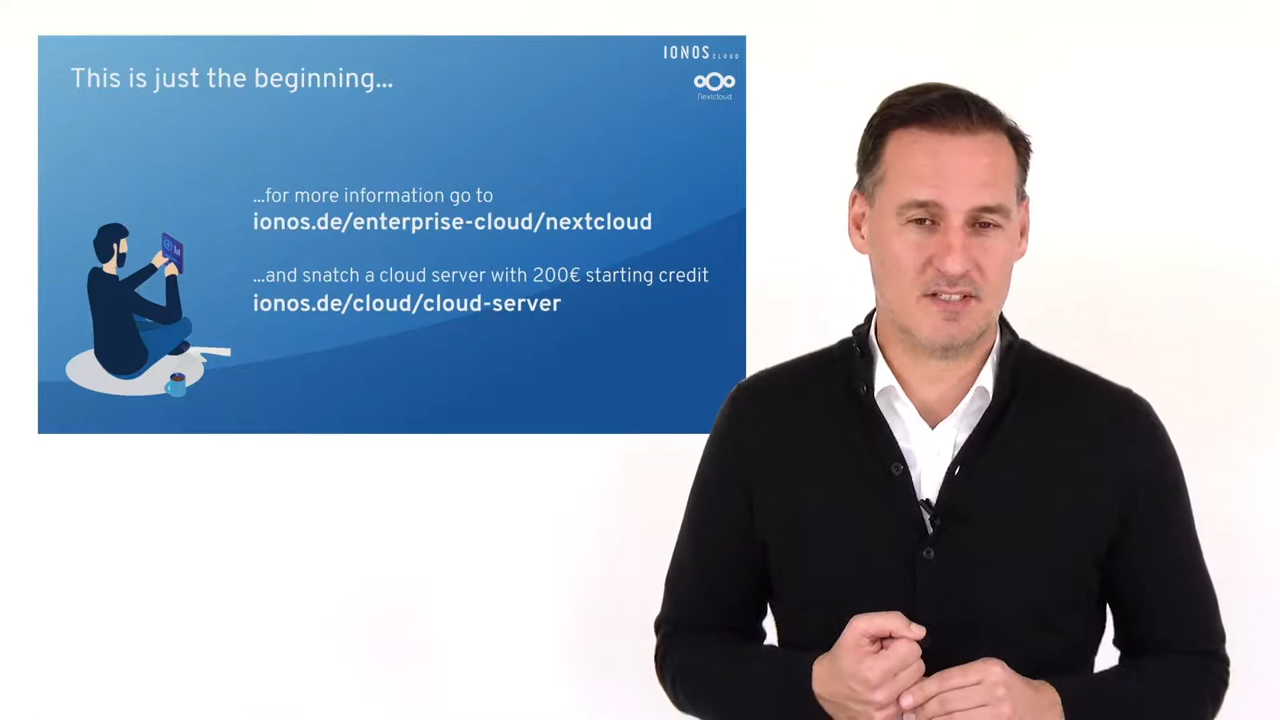 This is just the beginning...
IONOS CLOUD
Nextcloud
...for more information go to
ionos.de/enterprise-cloud/nextcloud
...and snatch a cloud server with 200€ starting credit
ionos.de/cloud/cloud-server